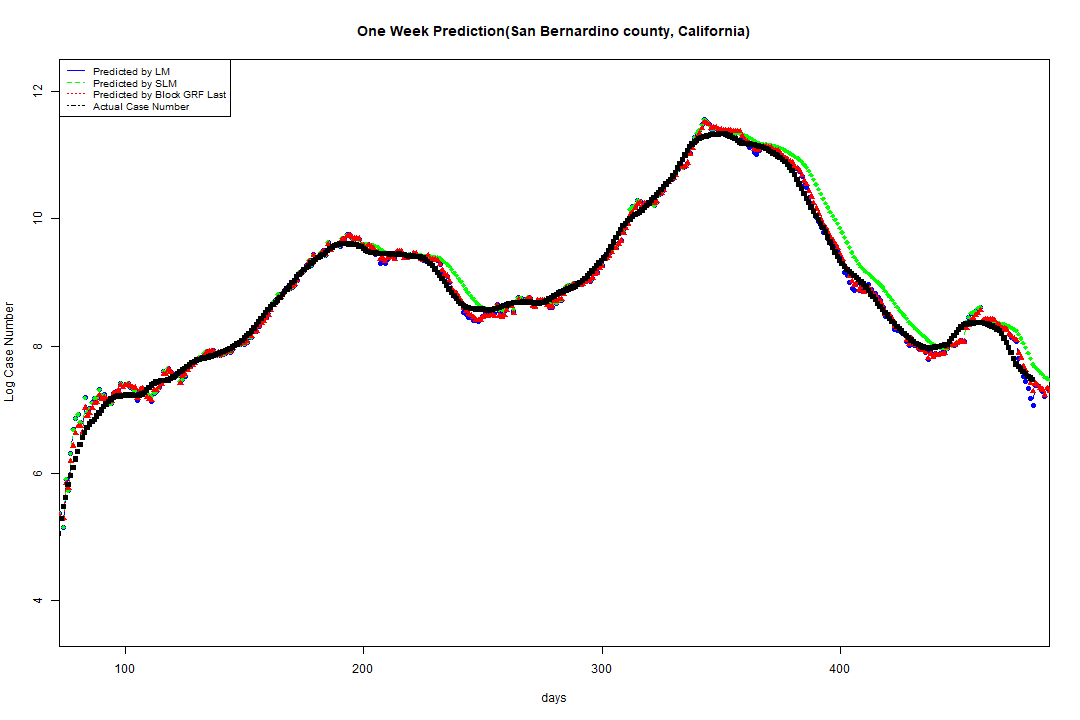 One Week Prediction(San Bernardino county, California)
Predicted by LM
Predicted by SLM
Predicted by Block GRF Last
Actual Case Number
12
10
8
6
4
Log Case Number
100 200 300 400
days